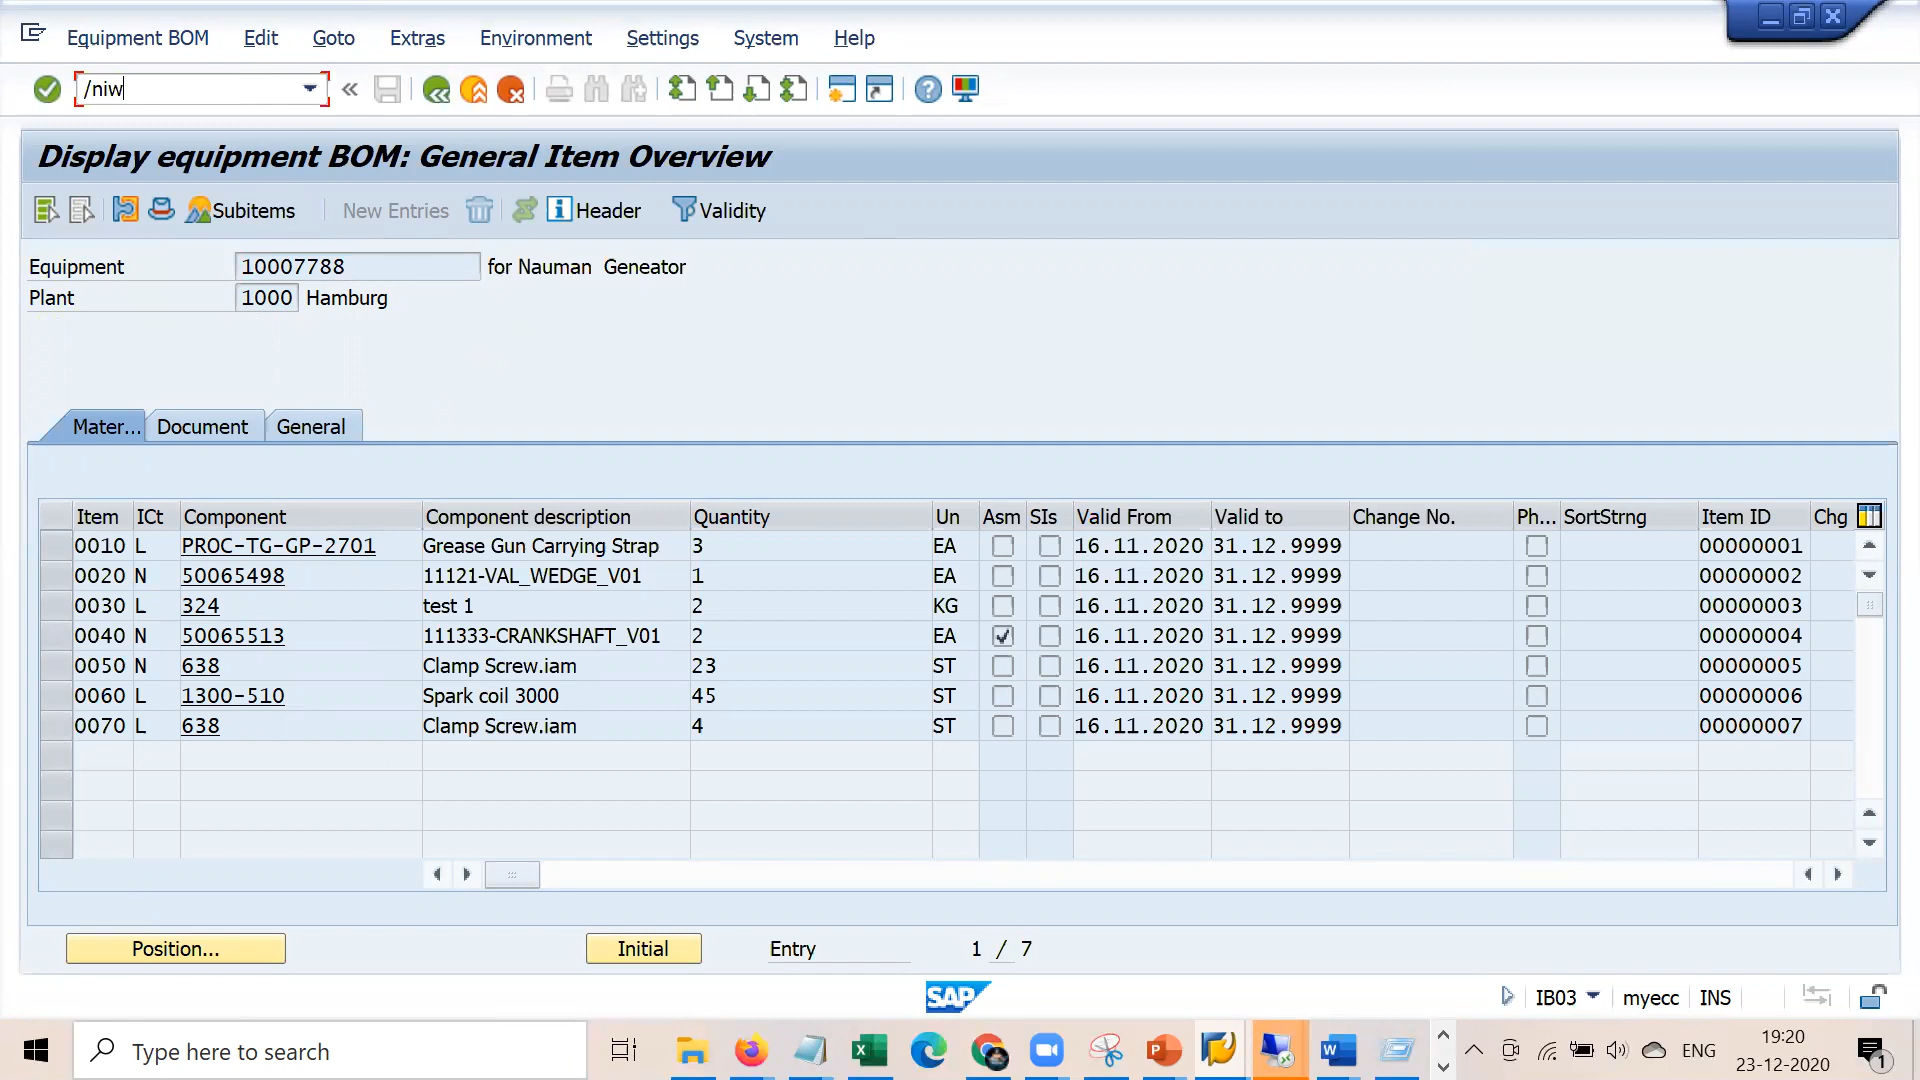 Equipment BOM Edit Goto Extras Environment Settings System Help
/niw
Display equipment BOM: General Item Overview
Subitems New Entries Header Validity
Equipment 10007788 for Nauman Geneator
Plant 1000 Hamburg
Mater... Document General
Item ICt Component Component description Quantity Un Asm SIs Valid From Valid to Change No. Ph... SortStrng Item ID Chg
0010 L PROC-TG-GP-2701 Grease Gun Carrying Strap 3 EA 16.11.2020 31.12.9999 00000001
0020 N 50065498 11121-VAL_WEDGE_V01 1 EA 16.11.2020 31.12.9999 00000002
0030 L 324 test 1 2 KG 16.11.2020 31.12.9999 00000003
0040 N 50065513 111333-CRANKSHAFT_V01 2 EA 16.11.2020 31.12.9999 00000004
0050 N 638 Clamp Screw.iam 23 ST 16.11.2020 31.12.9999 00000005
0060 L 1300-510 Spark coil 3000 45 ST 16.11.2020 31.12.9999 00000006
0070 L 638 Clamp Screw.iam 4 ST 16.11.2020 31.12.9999 00000007
Position... Initial Entry 1 / 7
SAP IB03 myecc INS
Type here to search ENG 19:20
23-12-2020 1